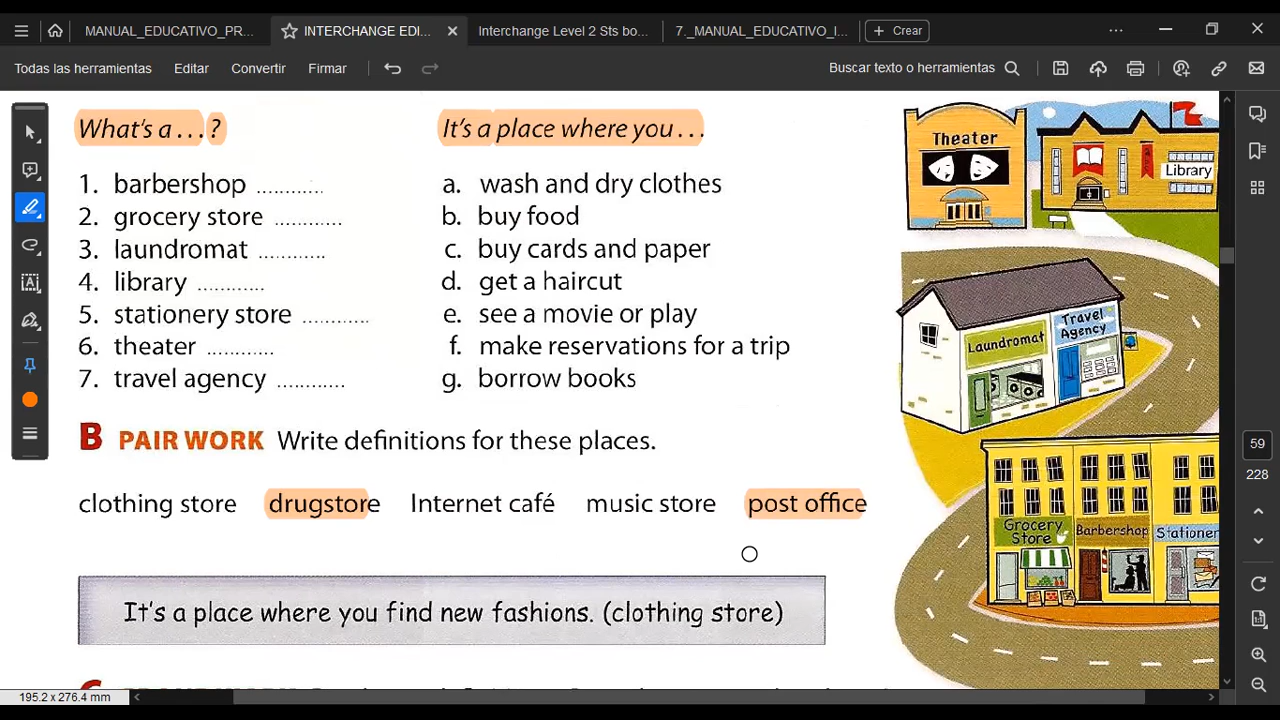 MANUAL_EDUCATIVO_PR...
INTERCHANGE EDI...
Interchange Level 2 Sts bo...
7._MANUAL_EDUCATIVO_I...
Crear
Todas las herramientas
Editar
Convertir
Firmar
Buscar texto o herramientas
What's a . . . ?
It's a place where you . . .
1. barbershop ............
2. grocery store ............
3. laundromat ............
4. library ............
5. stationery store ............
6. theater ............
7. travel agency ............
a. wash and dry clothes
b. buy food
c. buy cards and paper
d. get a haircut
e. see a movie or play
f. make reservations for a trip
g. borrow books
Theater
Library
Laundromat
Travel
Agency
Grocery
Store
Barbershop
Stationer
B PAIR WORK Write definitions for these places.
clothing store drugstore Internet café music store post office
It's a place where you find new fashions. (clothing store)
59
228
195.2 x 276.4 mm